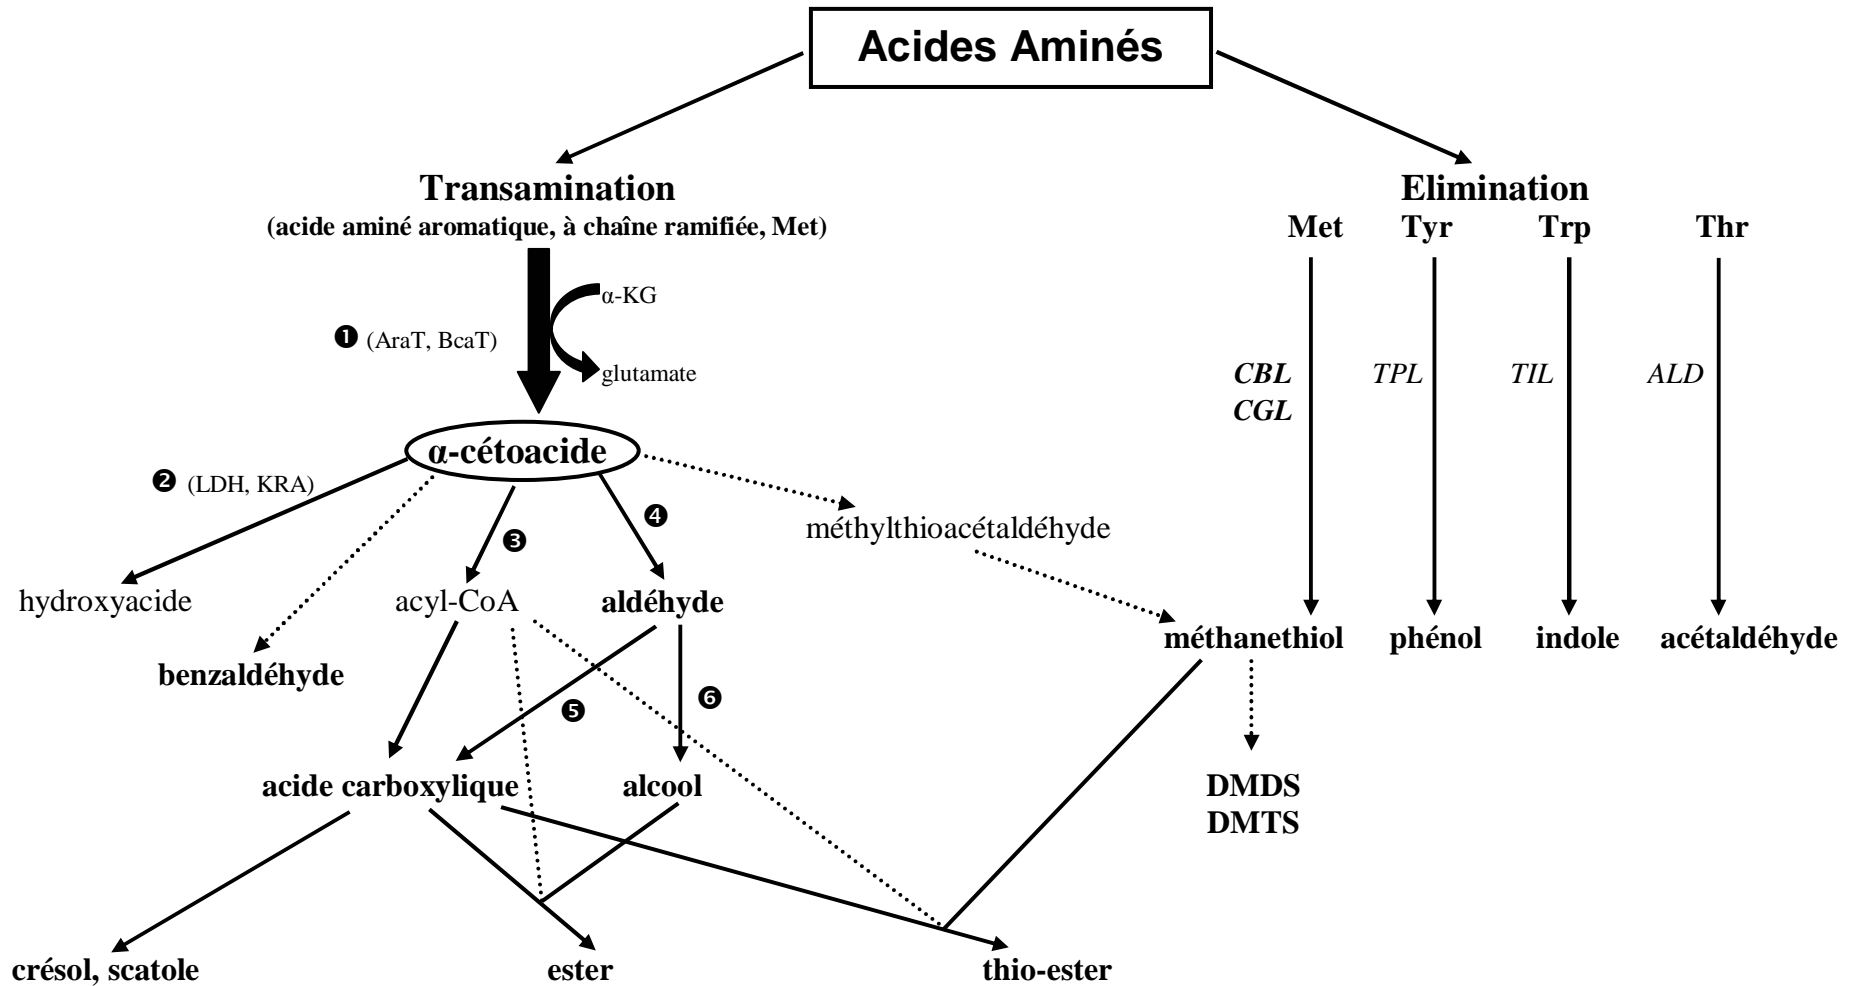 Acides Aminés
Transamination
(acide aminé aromatique, à chaîne ramifiée, Met)
Elimination
Met Tyr Trp Thr
α-KG
❶ (AraT, BcaT)
glutamate
CBL TPL TIL ALD
CGL
α-cétoacide
❷ (LDH, KRA)
❹
méthylthioacétaldéhyde
❸
hydroxyacide acyl-CoA aldéhyde
méthanethiol phénol indole acétaldéhyde
benzaldéhyde
❺ ❻
acide carboxylique alcool DMDS
DMTS
crésol, scatole ester thio-ester